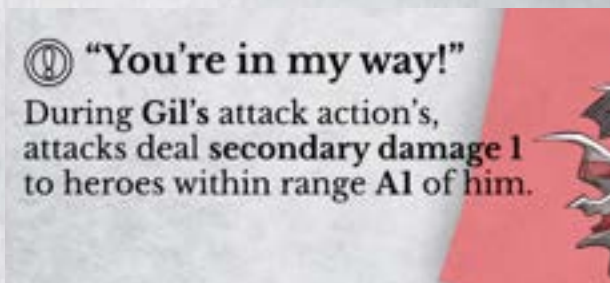 “You’re in my way!”
During Gil’s attack action’s,
attacks deal secondary damage 1
to heroes within range A1 of him.